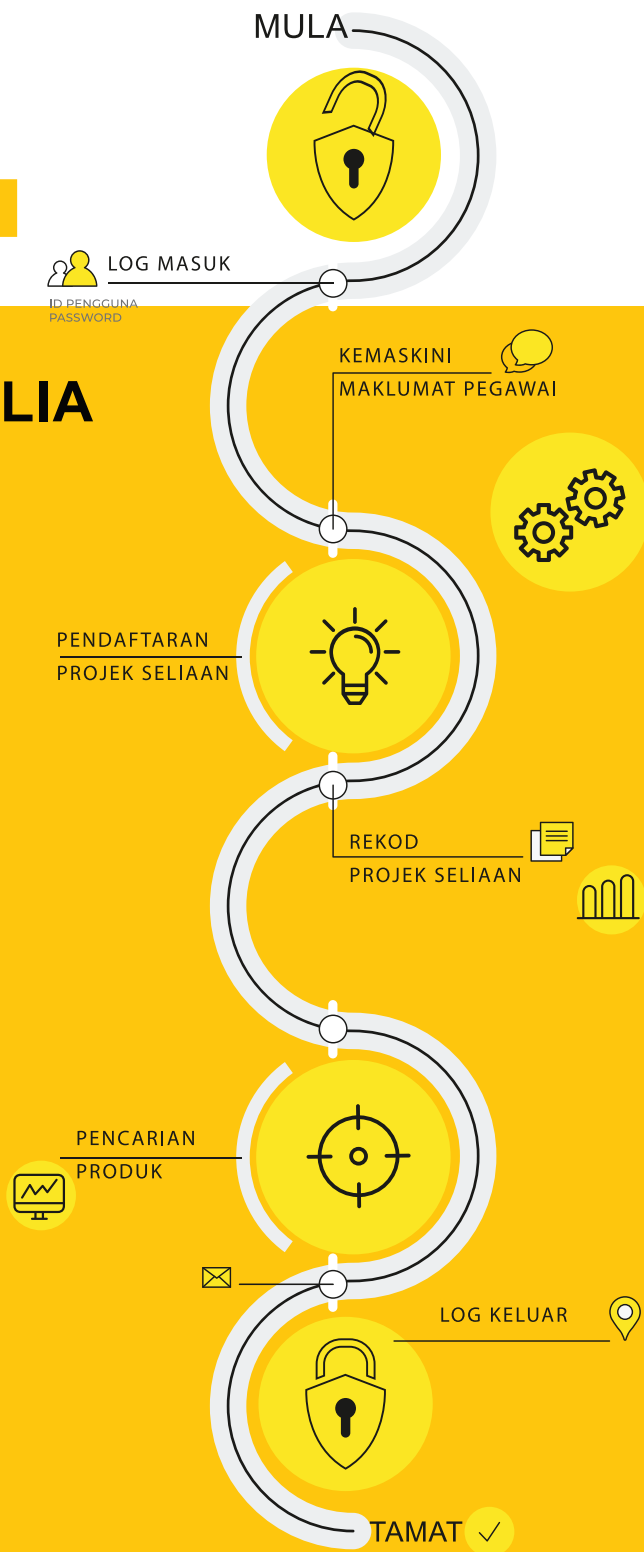 MULA
LOG MASUK
ID PENGGUNA
PASSWORD
KEMASKINI
MAKLUMAT PEGAWAI
LIA
PENDAFTARAN
PROJEK SELIAAN
REKOD
PROJEK SELIAAN
PENCARIAN
PRODUK
LOG KELUAR
TAMAT